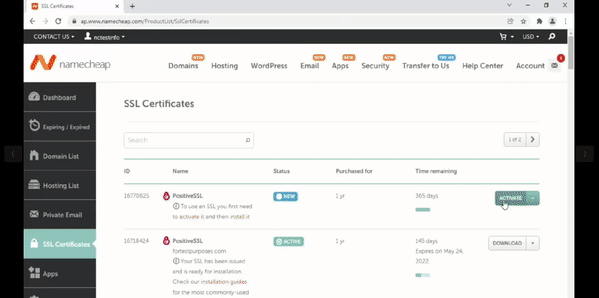 SSL Certificates
ap.www.namecheap.com/ProductList/SslCertificates
CONTACT US
nctestinfo
USD
namecheap
NEW NEW NEW NEW TRY ME
Domains Hosting WordPress Email Apps Security Transfer to Us Help Center Account
Dashboard
Expiring / Expired
Domain List
Hosting List
Private Email
SSL Certificates
Apps
SSL Certificates
Search
1 of 2
ID Name Status Purchased for Time remaining
16770825 PositiveSSL NEW 1 yr 365 days ACTIVATE
To use an SSL you first need
to activate it and then install it
16718424 PositiveSSL ACTIVE 1 yr 145 days DOWNLOAD
fortestpurposes.com Expires on May 24,
Your SSL has been issued 2022
and is ready for installation.
Check our installation guides
for the most commonly-used